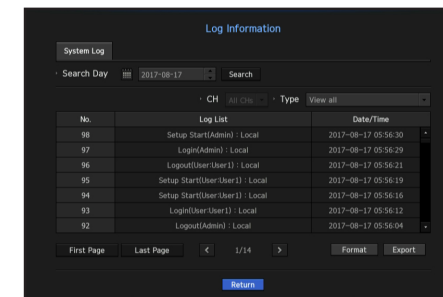 Log Information
System Log
· Search Day 2017-08-17 Search
· CH All CHs · Type View all
No. Log List Date/Time
98 Setup Start(Admin) : Local 2017-08-17 05:56:30
97 Login(Admin) : Local 2017-08-17 05:56:29
96 Logout(User:User1) : Local 2017-08-17 05:56:21
95 Setup Start(User:User1) : Local 2017-08-17 05:56:19
94 Setup Start(User:User1) : Local 2017-08-17 05:56:16
93 Login(User:User1) : Local 2017-08-17 05:56:12
92 Logout(Admin) : Local 2017-08-17 05:56:04
First Page Last Page < 1/14 > Format Export
Return